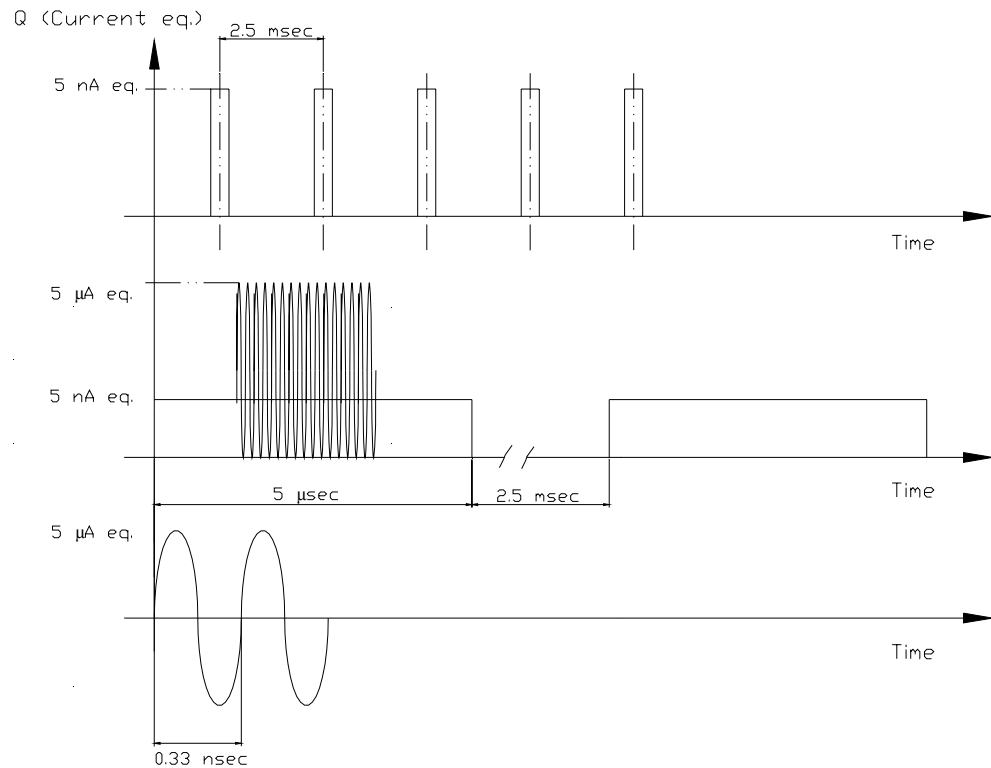 Q (Current eq.)
2.5 msec
5 nA eq.
Time
5 µA eq.
5 nA eq.
Time
5 µsec
2.5 msec
5 µA eq.
Time
0.33 nsec